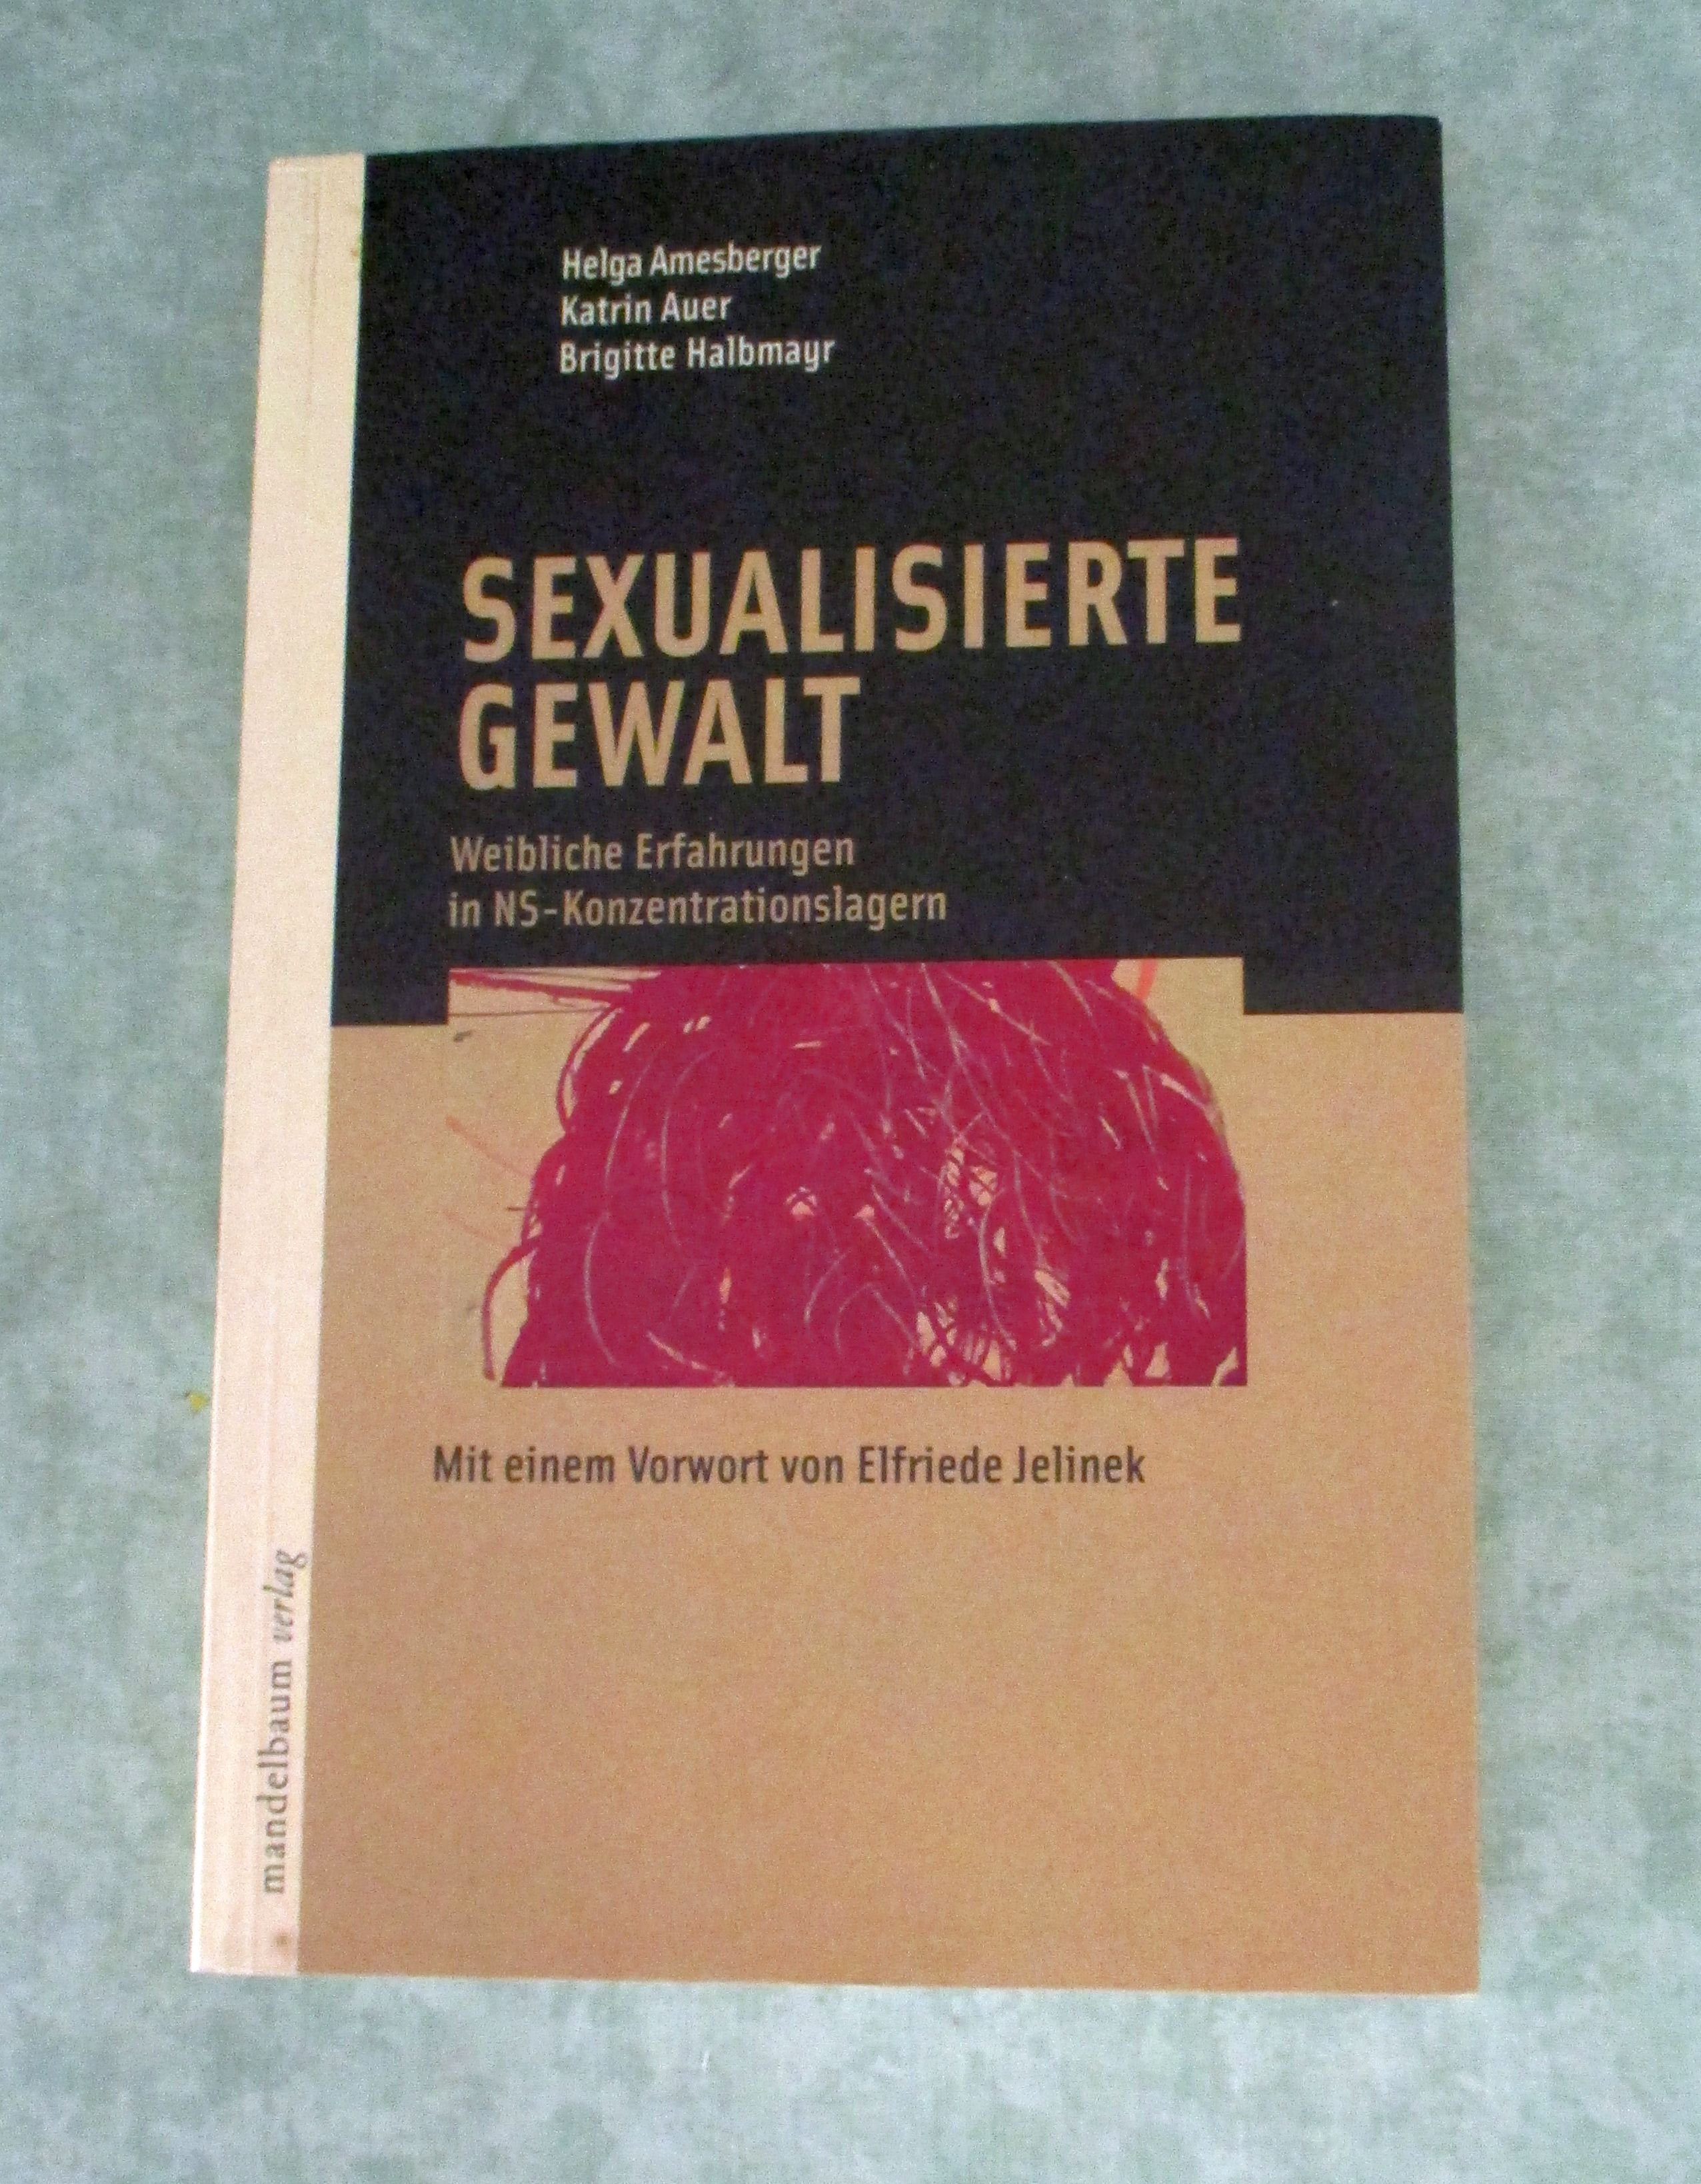 Helga Amesberger
Katrin Auer
Brigitte Halbmayr
SEXUALISIERTE
GEWALT
Weibliche Erfahrungen
in NS-Konzentrationslagern
Mit einem Vorwort von Elfriede Jelinek
mandelbaum verlag